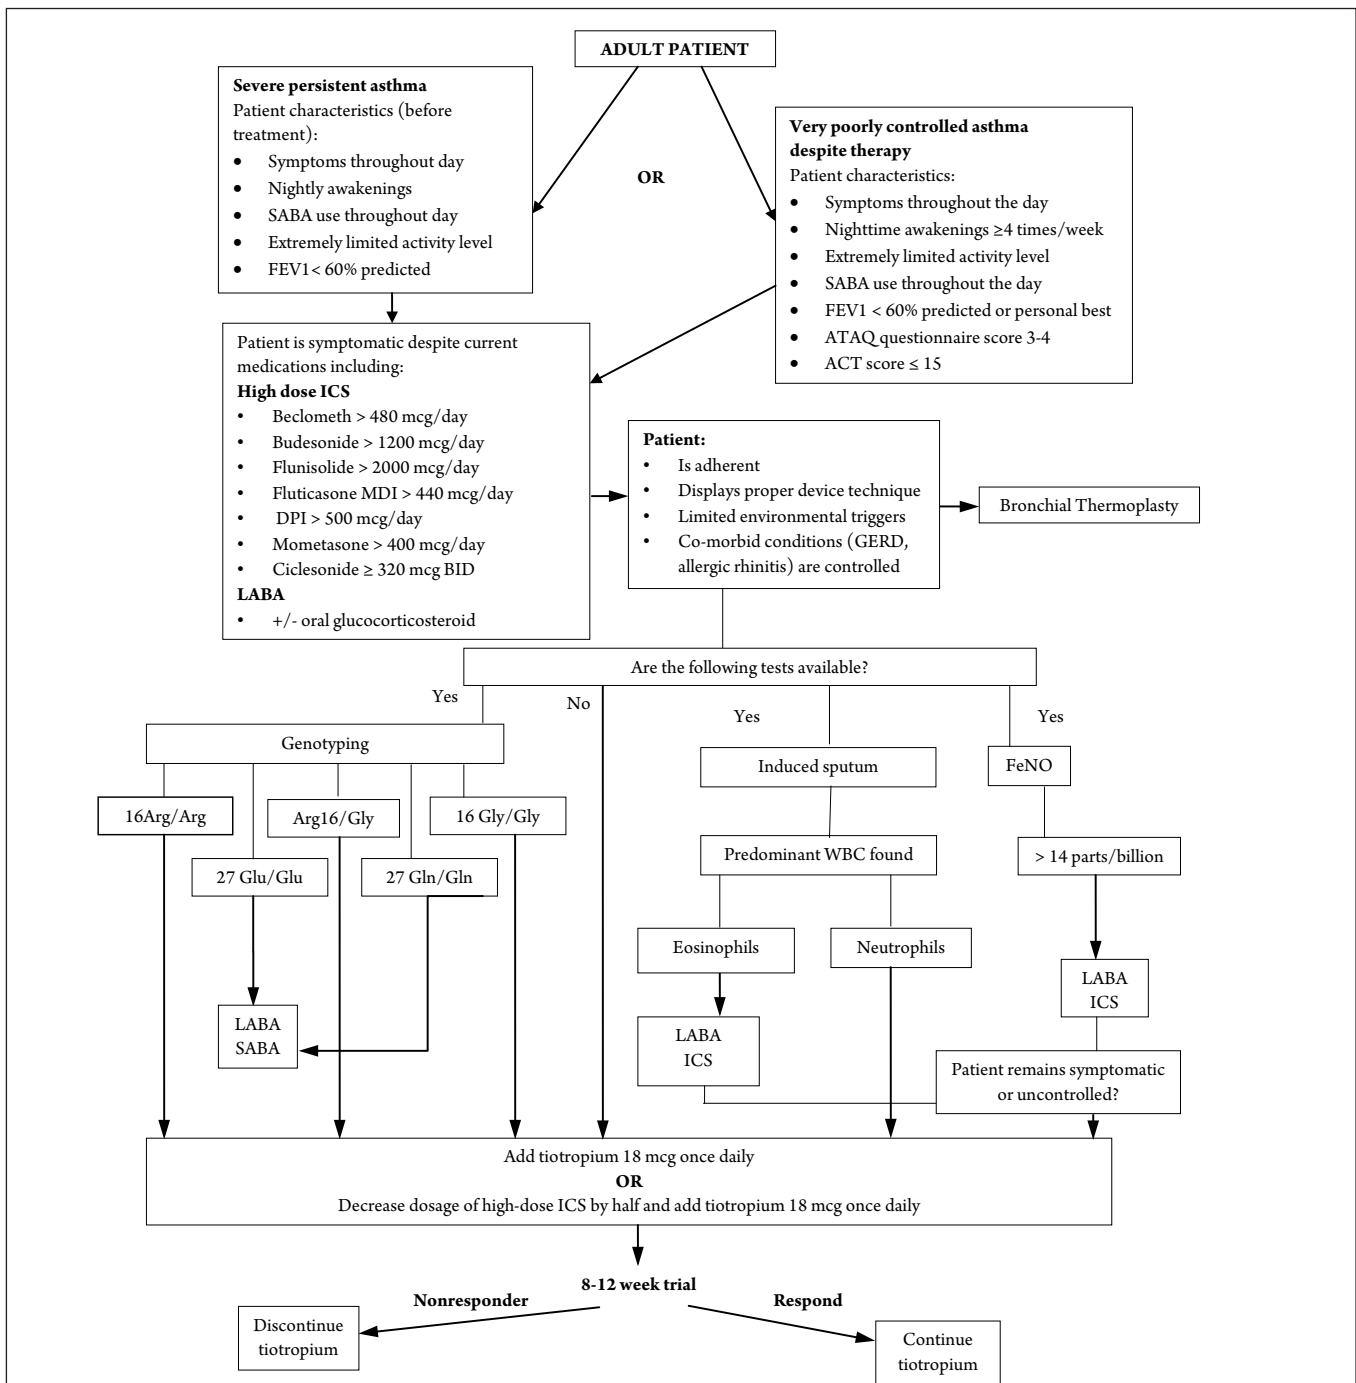 ADULT PATIENT
Severe persistent asthma
Patient characteristics (before
treatment):
• Symptoms throughout day
• Nightly awakenings
• SABA use throughout day
• Extremely limited activity level
• FEV1< 60% predicted
OR
Very poorly controlled asthma
despite therapy
Patient characteristics:
• Symptoms throughout the day
• Nighttime awakenings ≥4 times/week
• Extremely limited activity level
• SABA use throughout the day
• FEV1 < 60% predicted or personal best
• ATAQ questionnaire score 3-4
• ACT score ≤ 15
Patient is symptomatic despite current
medications including:
High dose ICS
• Beclometh > 480 mcg/day
• Budesonide > 1200 mcg/day
• Flunisolide > 2000 mcg/day
• Fluticasone MDI > 440 mcg/day
• DPI > 500 mcg/day
• Mometasone > 400 mcg/day
• Ciclesonide ≥ 320 mcg BID
LABA
• +/- oral glucocorticosteroid
Patient:
• Is adherent
• Displays proper device technique
• Limited environmental triggers
• Co-morbid conditions (GERD,
allergic rhinitis) are controlled
Bronchial Thermoplasty
Are the following tests available?
Yes
No
Yes
Yes
Genotyping
Induced sputum
FeNO
16Arg/Arg
Arg16/Gly
16 Gly/Gly
27 Glu/Glu
27 Gln/Gln
Predominant WBC found
> 14 parts/billion
Eosinophils
Neutrophils
LABA
SABA
LABA
ICS
LABA
ICS
Patient remains symptomatic
or uncontrolled?
Add tiotropium 18 mcg once daily
OR
Decrease dosage of high-dose ICS by half and add tiotropium 18 mcg once daily
8-12 week trial
Nonresponder
Respond
Discontinue
tiotropium
Continue
tiotropium